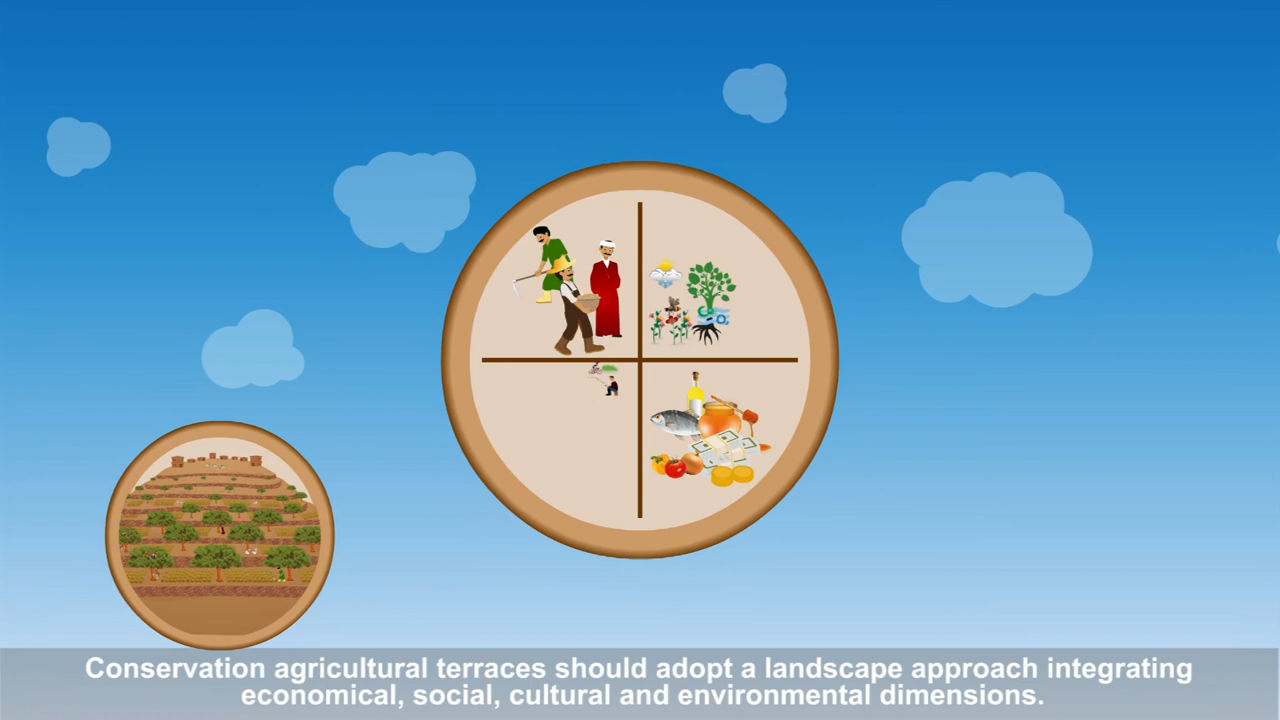 Conservation agricultural terraces should adopt a landscape approach integrating
economical, social, cultural and environmental dimensions.